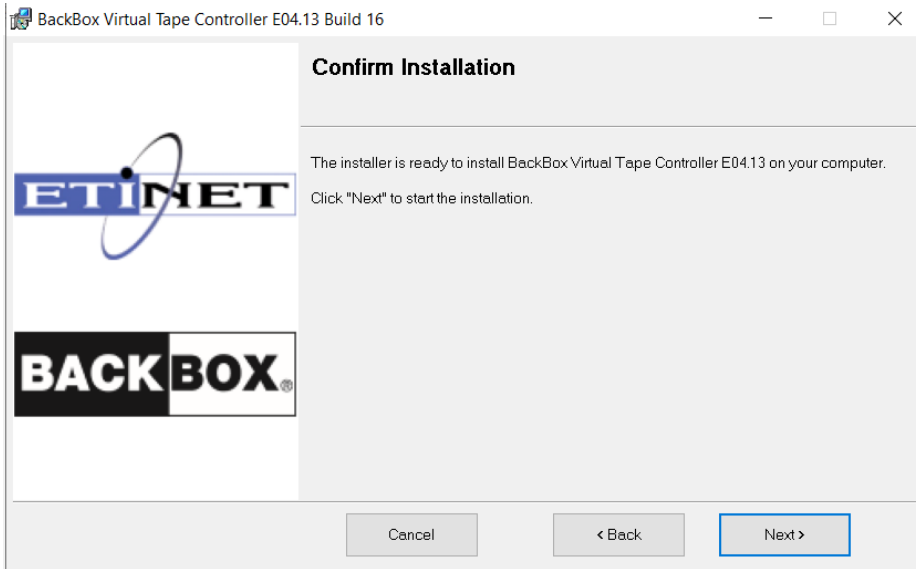 BackBox Virtual Tape Controller E04.13 Build 16
Confirm Installation
The installer is ready to install BackBox Virtual Tape Controller E04.13 on your computer.
Click "Next" to start the installation.
ETINET
BACKBOX®
Cancel
< Back
Next >